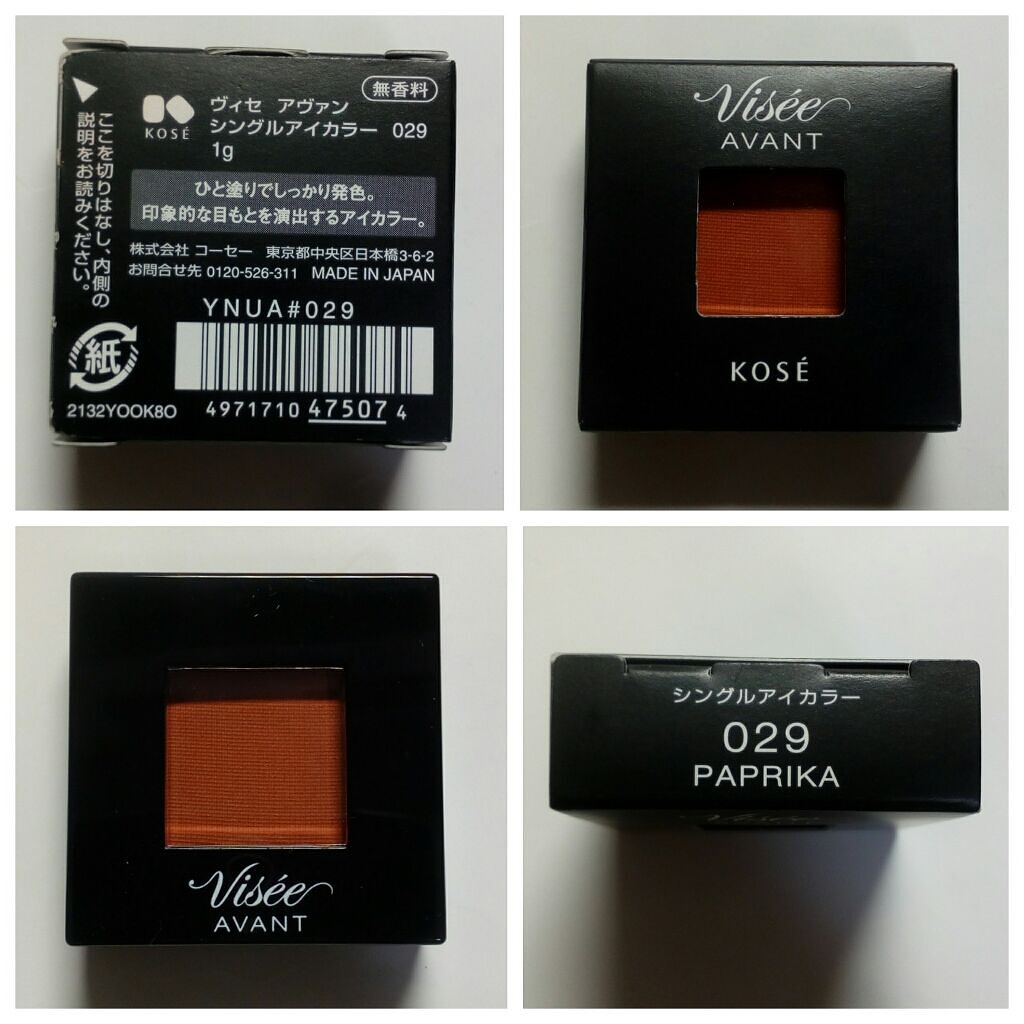 ここを切りはなし、内側の
説明をお読みください。
KOSÉ
無香料
ヴィセ アヴァン
シングルアイカラー 029
1g
ひと塗りでしっかり発色。
印象的な目もとを演出するアイカラー。
株式会社 コーセー 東京都中央区日本橋3-6-2
お問合せ先 0120-526-311 MADE IN JAPAN
YNUA#029
紙
2132YOOK8O
4971710 475074
Visée
AVANT
KOSÉ
Visée
AVANT
シングルアイカラー
029
PAPRIKA
Visée